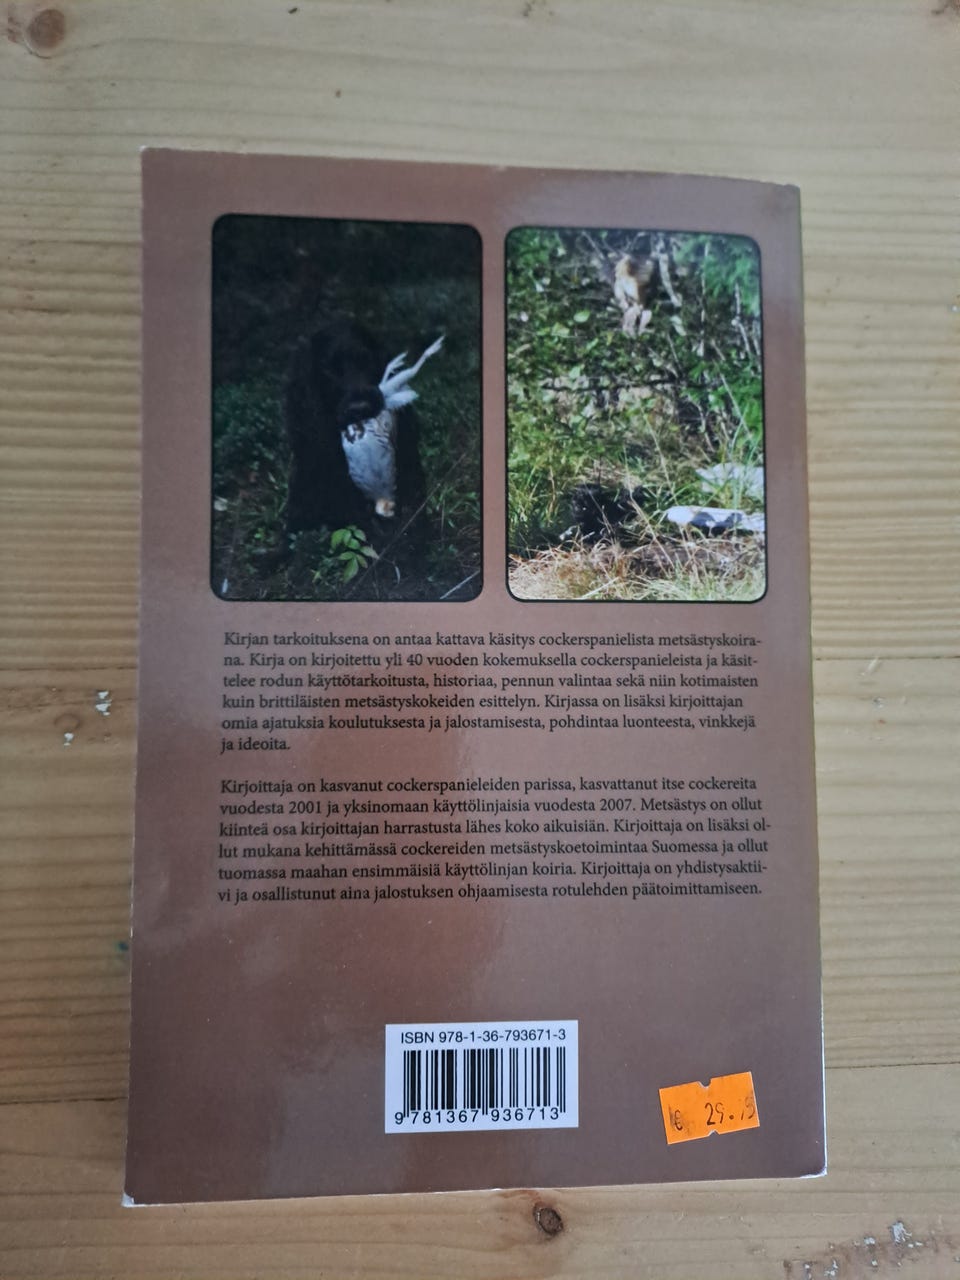 Kirjan tarkoituksena on antaa kattava käsitys cockerspanielista metsästyskoira-
na. Kirja on kirjoitettu yli 40 vuoden kokemuksella cockerspanieleista ja käsit-
telee rodun käyttötarkoitusta, historiaa, pennun valintaa sekä niin kotimaisten
kuin brittiläisten metsästyskokeiden esittelyn. Kirjassa on lisäksi kirjoittajan
omia ajatuksia koulutuksesta ja jalostamisesta, pohdintaa luonteesta, vinkkejä
ja ideoita.
Kirjoittaja on kasvanut cockerspanieleiden parissa, kasvattanut itse cockereita
vuodesta 2001 ja yksinomaan käyttölinjaisia vuodesta 2007. Metsästys on ollut
kiinteä osa kirjoittajan harrastusta lähes koko aikuisiän. Kirjoittaja on lisäksi ol-
lut mukana kehittämässä cockereiden metsästyskoetoimintaa Suomessa ja ollut
tuomassa maahan ensimmäisiä käyttölinjan koiria. Kirjoittaja on yhdistysaktii-
vi ja osallistunut aina jalostuksen ohjaamisesta rotulehden päätoimittamiseen.
ISBN 978-1-36-793671-3
9 781367 936713
€